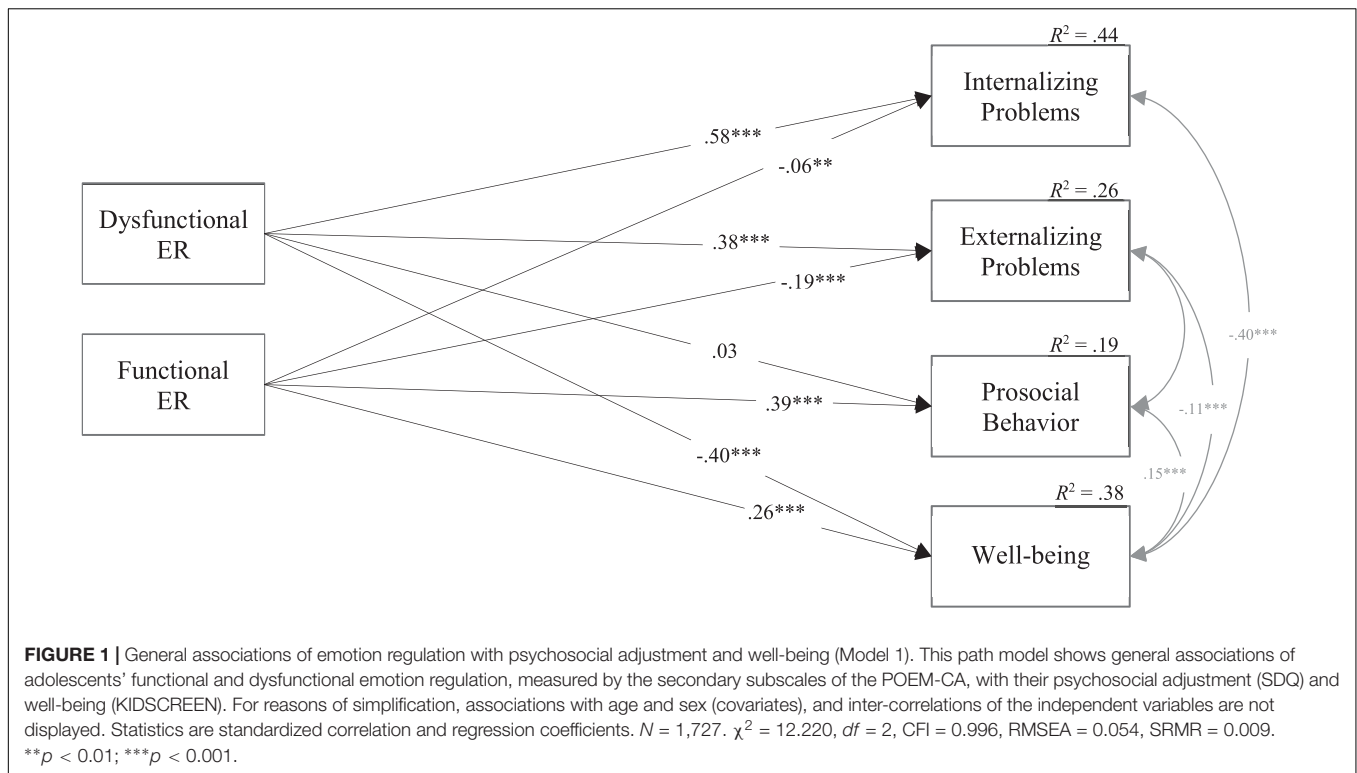 R² = .44
Internalizing
Problems
.58***
-.06**
R² = .26
Dysfunctional
ER
Externalizing
Problems
.38***
-.19***
-.40***
R² = .19
Functional
ER
.03
Prosocial
Behavior
.39***
-.11***
-.40***
.15***
R² = .38
.26***
Well-being
FIGURE 1 | General associations of emotion regulation with psychosocial adjustment and well-being (Model 1). This path model shows general associations of
adolescents’ functional and dysfunctional emotion regulation, measured by the secondary subscales of the POEM-CA, with their psychosocial adjustment (SDQ) and
well-being (KIDSCREEN). For reasons of simplification, associations with age and sex (covariates), and inter-correlations of the independent variables are not
displayed. Statistics are standardized correlation and regression coefficients. N = 1,727. χ² = 12.220, df = 2, CFI = 0.996, RMSEA = 0.054, SRMR = 0.009.
**p < 0.01; ***p < 0.001.